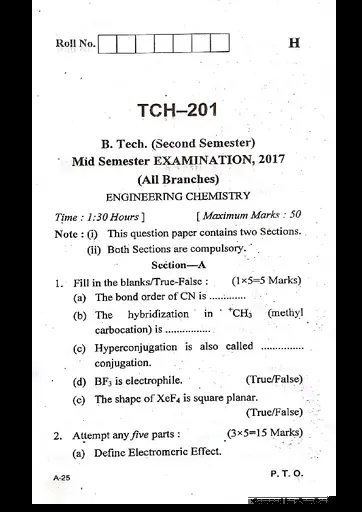 Roll No.
H
TCH–201
B. Tech. (Second Semester)
Mid Semester EXAMINATION, 2017
(All Branches)
ENGINEERING CHEMISTRY
Time : 1:30 Hours ] [ Maximum Marks : 50
Note : (i) This question paper contains two Sections.
(ii) Both Sections are compulsory.
Section—A
1. Fill in the blanks/True-False : (1×5=5 Marks)
(a) The bond order of CN is ............
(b) The hybridization in ⁺CH₃ (methyl
carbocation) is ................
(c) Hyperconjugation is also called ..............
conjugation.
(d) BF₃ is electrophile. (True/False)
(e) The shape of XeF₄ is square planar.
(True/False)
2. Attempt any five parts : (3×5=15 Marks)
(a) Define Electromeric Effect.
A-25 P. T. O.